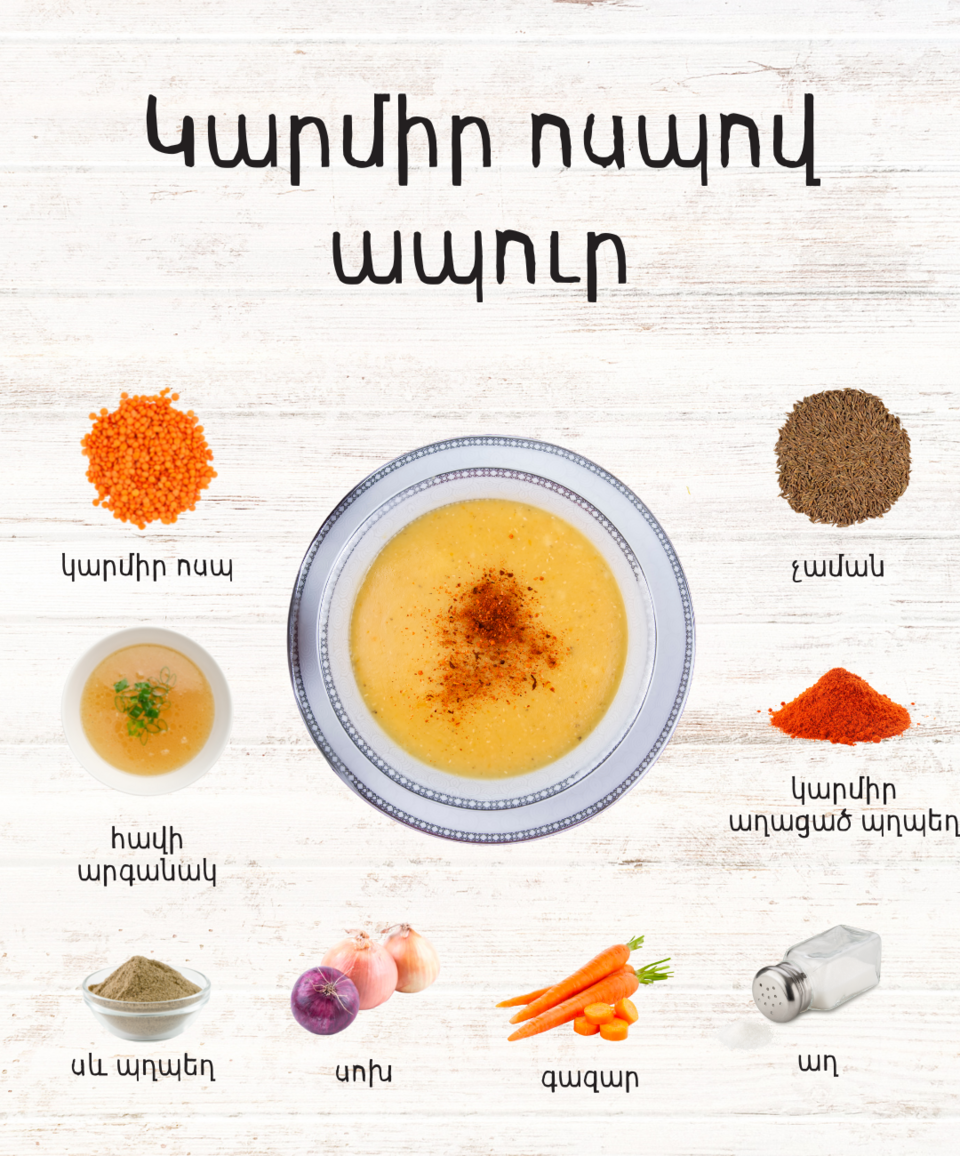 Կարմիր ոսպով
ապուր
կարմիր ոսպ
չաման
հավի
արգանակ
կարմիր
աղացած պղպեղ
սև պղպեղ
սոխ
գազար
աղ